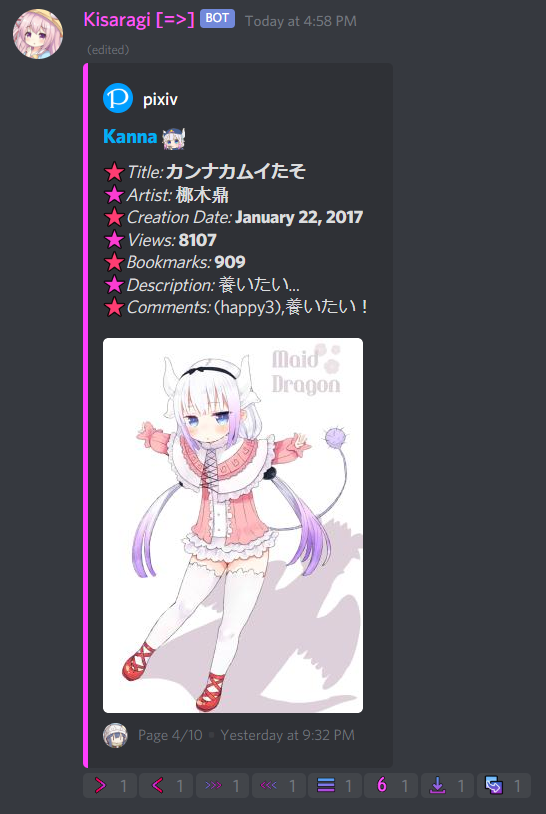 Kisaragi [=>] BOT Today at 4:58 PM
(edited)
pixiv
Kanna
Title: カンナカムイたそ
Artist: 梛木鼎
Creation Date: January 22, 2017
Views: 8107
Bookmarks: 909
Description: 養いたい...
Comments: (happy3),養いたい！
Maid
Dragon
Page 4/10 • Yesterday at 9:32 PM
> 1 < 1 >>> 1 <<< 1 1 6 1 1 1